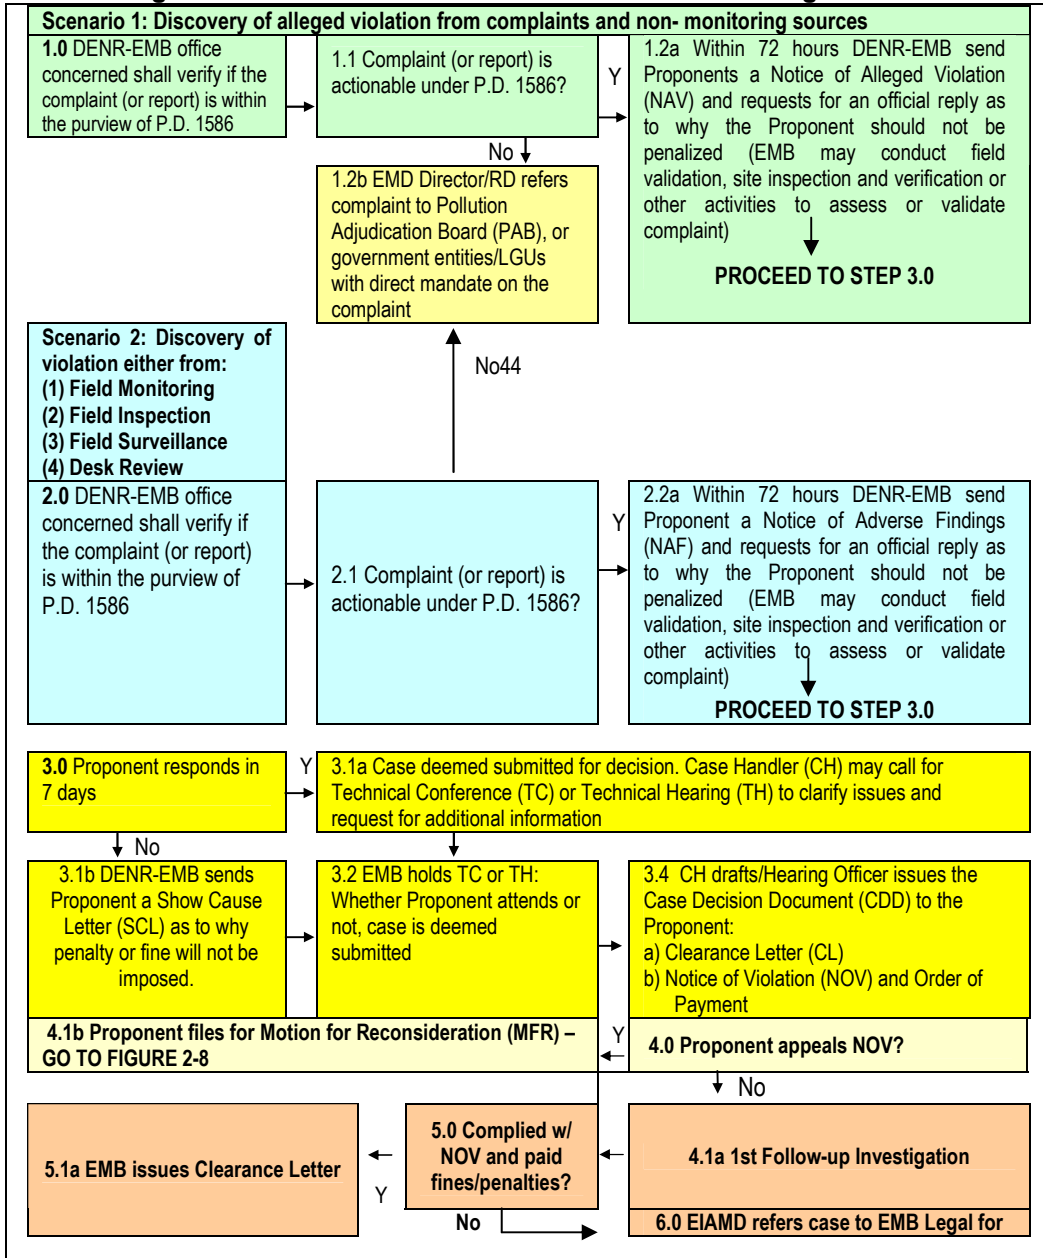 Scenario 1: Discovery of alleged violation from complaints and non- monitoring sources
1.0 DENR-EMB office
concerned shall verify if the
complaint (or report) is within
the purview of P.D. 1586
1.1 Complaint (or report) is
actionable under P.D. 1586?
Y
1.2a Within 72 hours DENR-EMB send
Proponents a Notice of Alleged Violation
(NAV) and requests for an official reply as
to why the Proponent should not be
penalized (EMB may conduct field
validation, site inspection and verification or
other activities to assess or validate
complaint)
PROCEED TO STEP 3.0
No
1.2b EMD Director/RD refers
complaint to Pollution
Adjudication Board (PAB), or
government entities/LGUs
with direct mandate on the
complaint
Scenario 2: Discovery of
violation either from:
(1) Field Monitoring
(2) Field Inspection
(3) Field Surveillance
(4) Desk Review
No44
2.0 DENR-EMB office
concerned shall verify if
the complaint (or report)
is within the purview of
P.D. 1586
2.1 Complaint (or report) is
actionable under P.D. 1586?
Y
2.2a Within 72 hours DENR-EMB send
Proponent a Notice of Adverse Findings
(NAF) and requests for an official reply as
to why the Proponent should not be
penalized (EMB may conduct field
validation, site inspection and verification or
other activities to assess or validate
complaint)
PROCEED TO STEP 3.0
3.0 Proponent responds in
7 days
Y
3.1a Case deemed submitted for decision. Case Handler (CH) may call for
Technical Conference (TC) or Technical Hearing (TH) to clarify issues and
request for additional information
No
3.1b DENR-EMB sends
Proponent a Show Cause
Letter (SCL) as to why
penalty or fine will not be
imposed.
3.2 EMB holds TC or TH:
Whether Proponent attends or
not, case is deemed
submitted
3.4 CH drafts/Hearing Officer issues the
Case Decision Document (CDD) to the
Proponent:
a) Clearance Letter (CL)
b) Notice of Violation (NOV) and Order of
Payment
4.1b Proponent files for Motion for Reconsideration (MFR) –
GO TO FIGURE 2-8
Y
4.0 Proponent appeals NOV?
No
5.1a EMB issues Clearance Letter
Y
5.0 Complied w/
NOV and paid
fines/penalties?
4.1a 1st Follow-up Investigation
No
6.0 EIAMD refers case to EMB Legal for